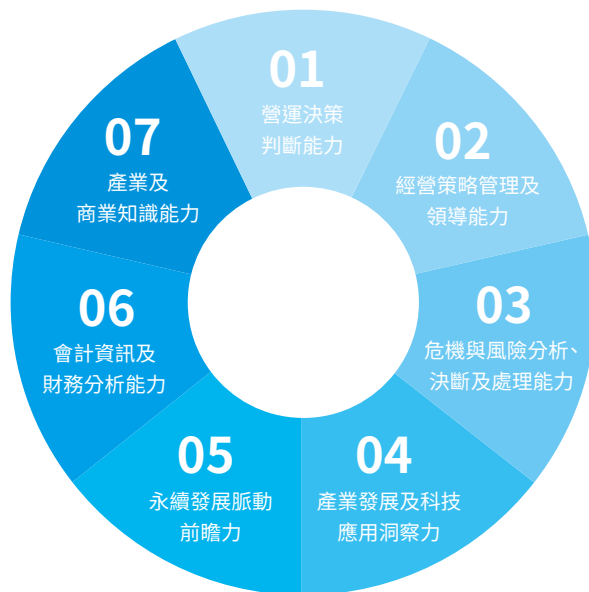 01
營運決策
判斷能力
02
經營策略管理及
領導能力
03
危機與風險分析、
決斷及處理能力
04
產業發展及科技
應用洞察力
05
永續發展脈動
前瞻力
06
會計資訊及
財務分析能力
07
產業及
商業知識能力